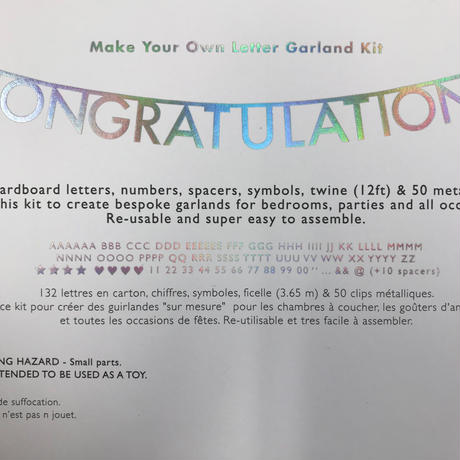 Make Your Own Letter Garland Kit
ONGRATULATION
ardboard letters, numbers, spacers, symbols, twine (12ft) & 50 meta
his kit to create bespoke garlands for bedrooms, parties and all occ
Re-usable and super easy to assemble.
AAAAAA BBB CCC DDD EEEEEE FFF GGG HHH IIII JJ KK LLLL MMMM
NNNN OOOO PPPP QQ RRR SSSS TTTT UUU VV WW XX YYYY ZZ
★★★★ ♥♥♥♥ 11 22 33 44 55 66 77 88 99 00 '' ... && @ (+10 spacers)
132 lettres en carton, chiffres, symboles, ficelle (3.65 m) & 50 clips métalliques.
ce kit pour créer des guirlandes "sur mesure" pour les chambres à coucher, les goûters d'an
et toutes les occasions de fêtes. Re-utilisable et tres facile à assembler.
NG HAZARD - Small parts.
TENDED TO BE USED AS A TOY.
de suffocation.
n'est pas n jouet.